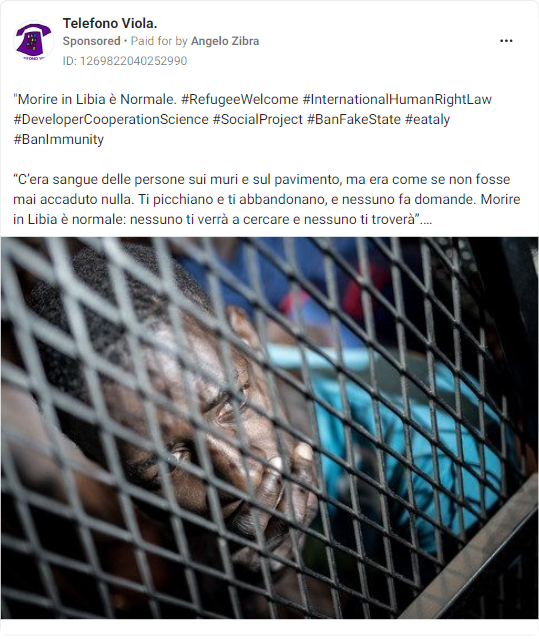 Telefono Viola.
Sponsored • Paid for by Angelo Zibra
ID: 1269822040252990
"Morire in Libia è Normale. #RefugeeWelcome #InternationalHumanRightLaw
#DeveloperCooperationScience #SocialProject #BanFakeState #eataly
#BanImmunity
“C’era sangue delle persone sui muri e sul pavimento, ma era come se non fosse
mai accaduto nulla. Ti picchiano e ti abbandonano, e nessuno fa domande. Morire
in Libia è normale: nessuno ti verrà a cercare e nessuno ti troverà”....